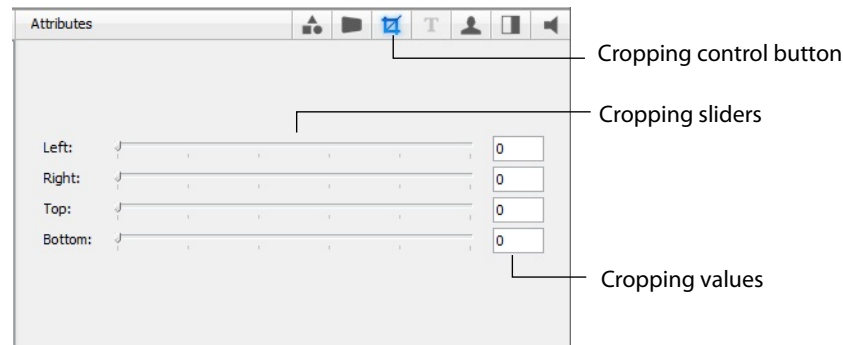 Attributes
T
Cropping control button
Cropping sliders
Left: 0
Right: 0
Top: 0
Bottom: 0
Cropping values